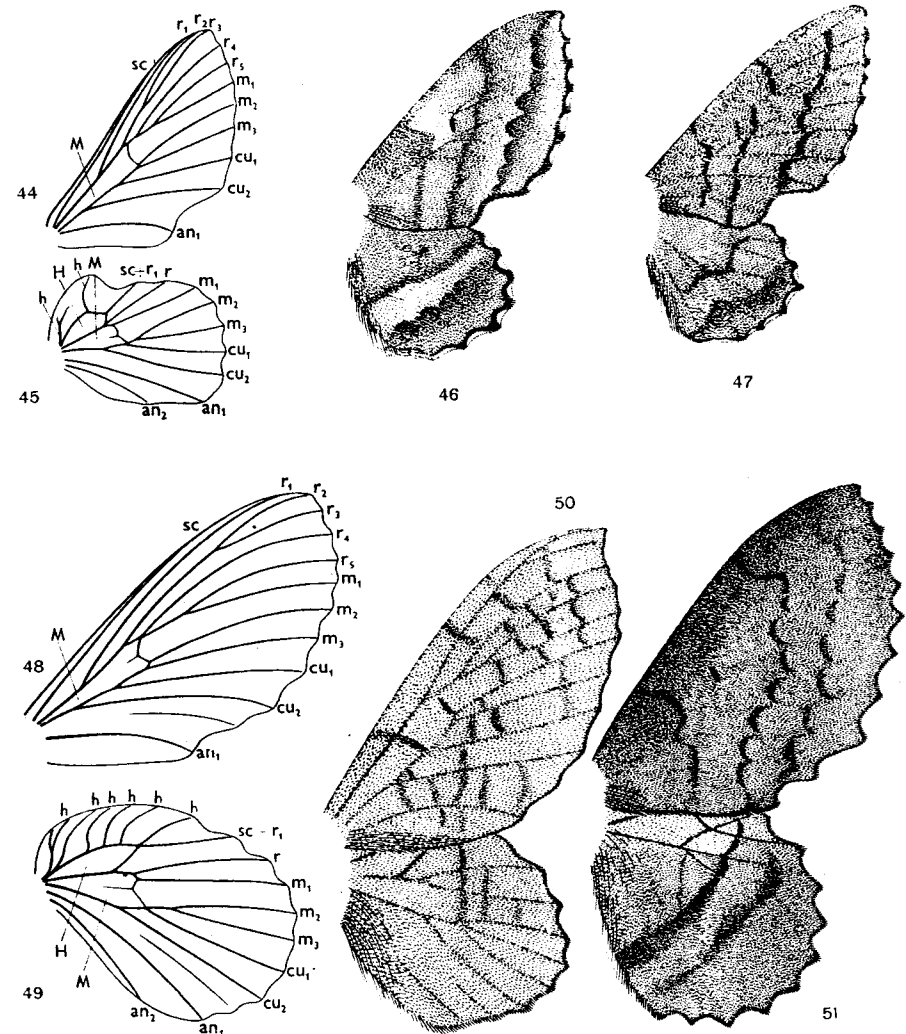 r₁ r₂ r₃
r₄
sc
r₅
m₁
m₂
M
m₃
cu₁
44
cu₂
an₁
H h M
sc÷r₁ r
m₁
h
m₂
m₃
cu₁
cu₂
45
an₂
an₁
46
47
r₁
r₂
50
sc
r₃
r₄
r₅
m₁
m₂
M
m₃
48
cu₁
cu₂
an₁
h h h h h h
sc - r₁
r
m₁
m₂
m₃
H
M
cu₁
49
cu₂
an₂
an₁
51